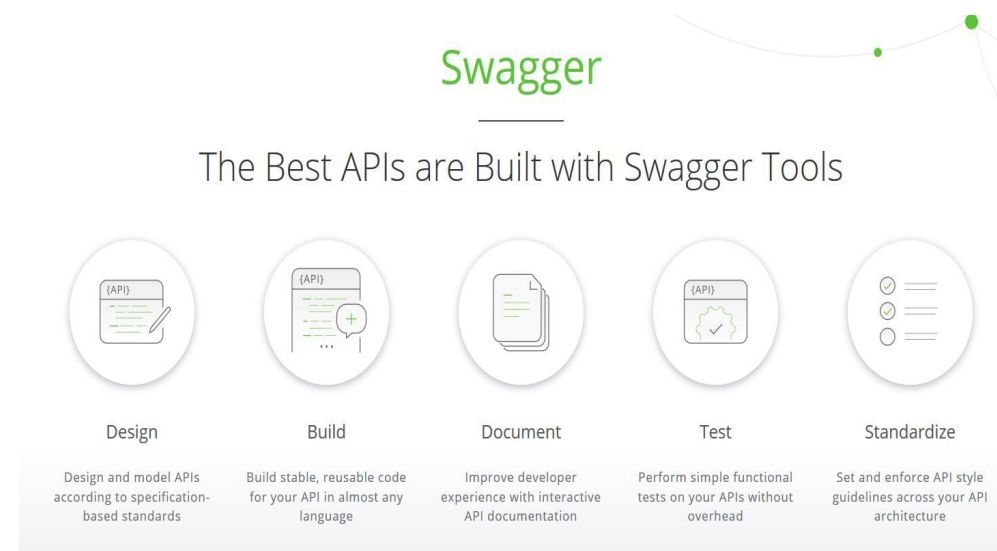 Swagger
The Best APIs are Built with Swagger Tools
{API}
{API}
{API}
Design
Build
Document
Test
Standardize
Design and model APIs
according to specification-
based standards
Build stable, reusable code
for your API in almost any
language
Improve developer
experience with interactive
API documentation
Perform simple functional
tests on your APIs without
overhead
Set and enforce API style
guidelines across your API
architecture